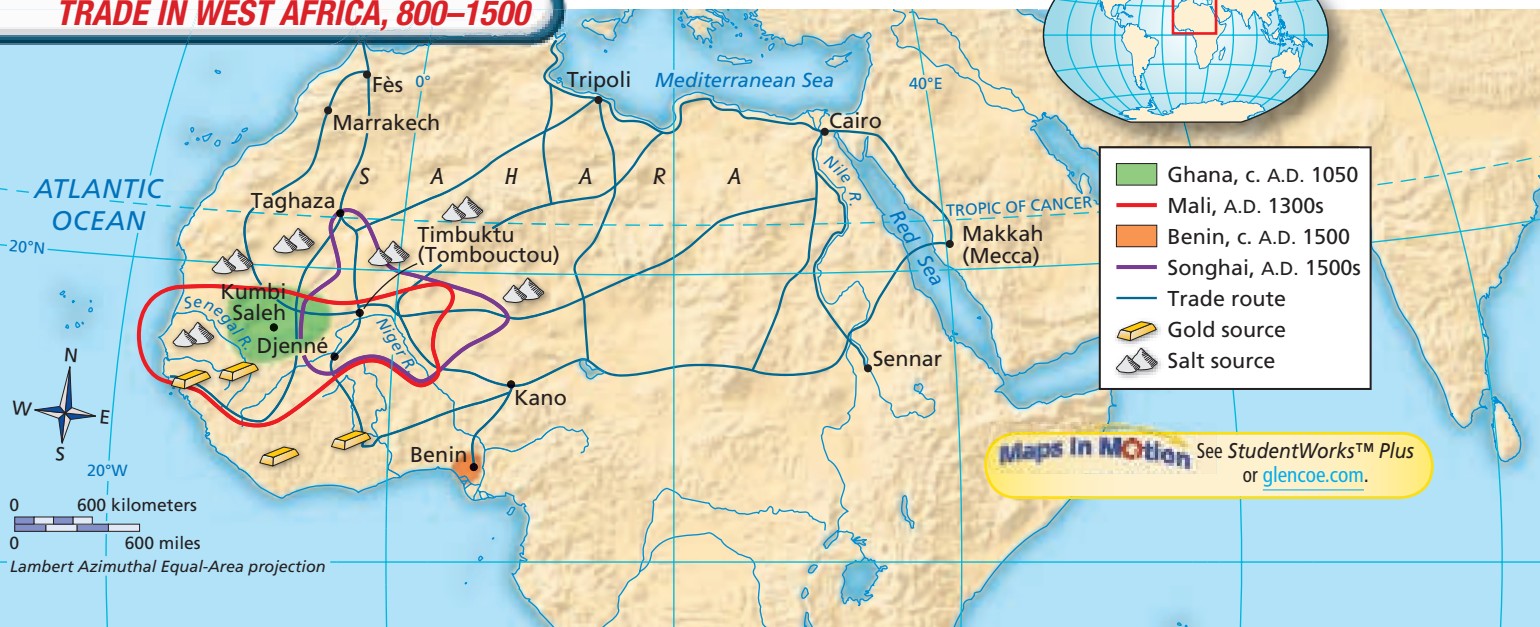 TRADE IN WEST AFRICA, 800–1500
Fès
0°
Tripoli
Mediterranean Sea
40°E
Marrakech
Cairo
S A H A R A
Nile R.
ATLANTIC
OCEAN
Taghaza
TROPIC OF CANCER
Red Sea
20°N
Timbuktu
(Tombouctou)
Makkah
(Mecca)
Kumbi
Saleh
Senegal R.
Djenné
Niger R.
Sennar
Kano
Benin
N
W
E
S
20°W
0 600 kilometers
0 600 miles
Lambert Azimuthal Equal-Area projection
Ghana, c. A.D. 1050
Mali, A.D. 1300s
Benin, c. A.D. 1500
Songhai, A.D. 1500s
Trade route
Gold source
Salt source
Maps in Motion
See StudentWorks™ Plus
or glencoe.com.